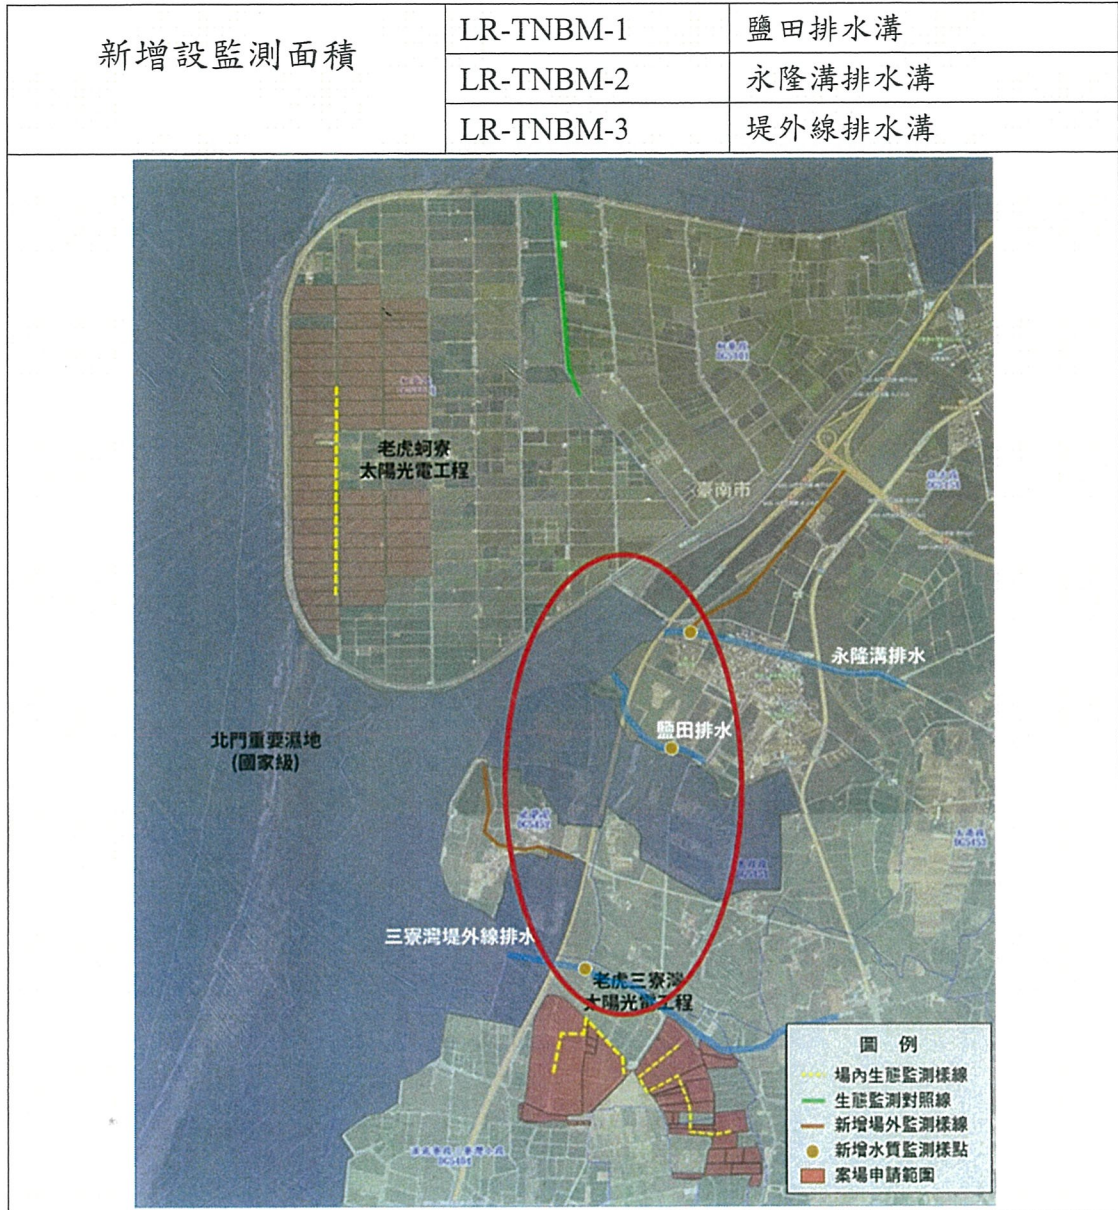 新增設監測面積
LR-TNBM-1 鹽田排水溝
LR-TNBM-2 永隆溝排水溝
LR-TNBM-3 堤外線排水溝
老虎蚵寮
太陽光電工程
臺南市
永隆溝排水
鹽田排水
北門重要濕地
(國家級)
三寮灣堤外線排水
老虎三寮灣
太陽光電工程
圖 例
場內生態監測樣線
生態監測對照線
新增場外監測樣線
新增水質監測樣點
案場申請範圍